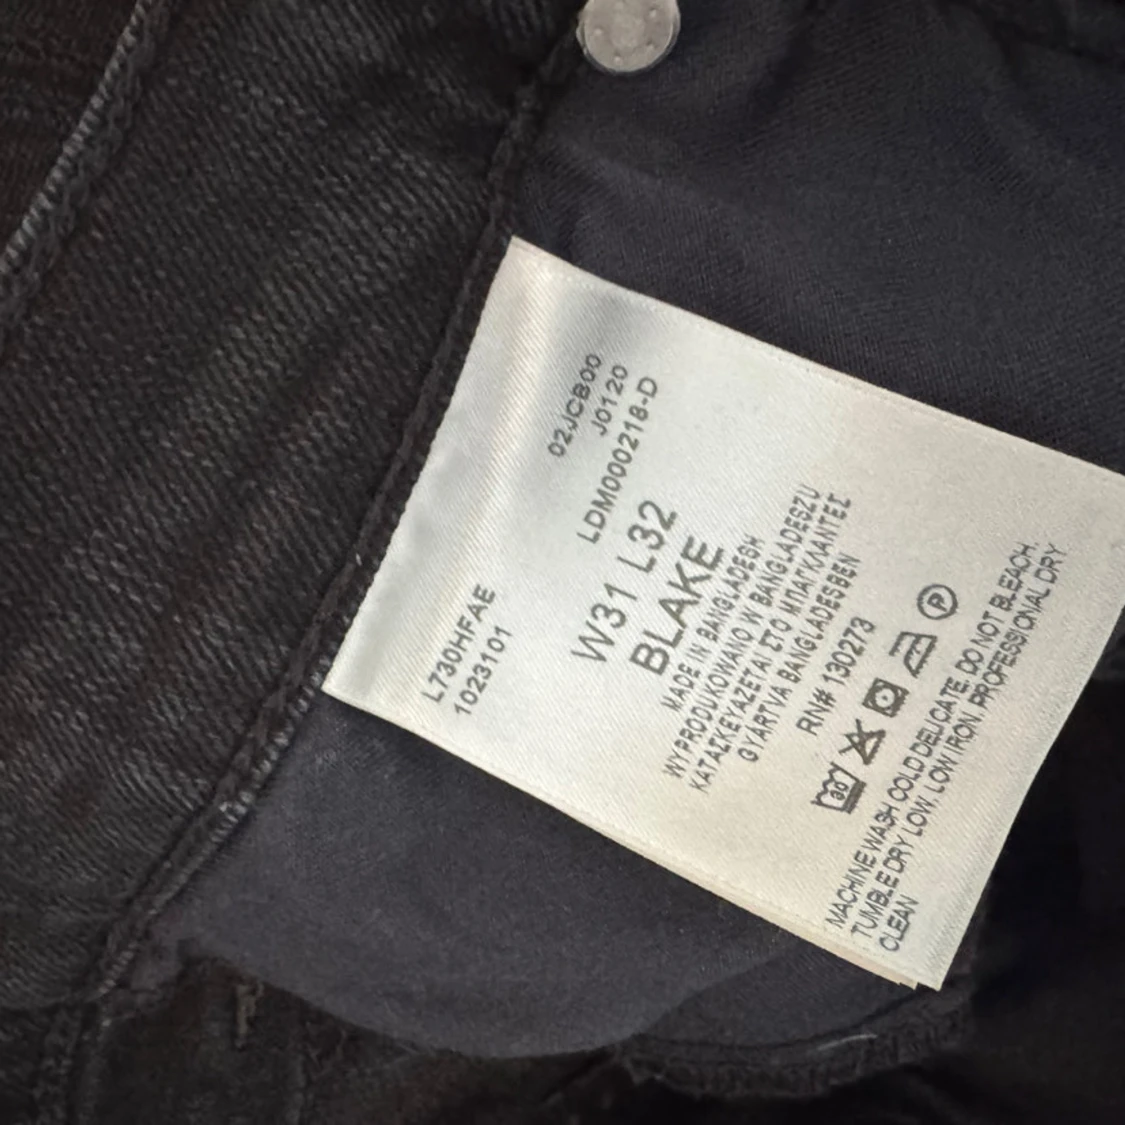 L730HFAE
1023101
02JCB00
J0120
LDM000218-D
W31 L32
BLAKE
MADE IN BANGLADESH
WYPRODUKOWANO W BANGLADESZU
ΚΑΤΑΣΚΕΥΑΖΕΤΑΙ ΣΤΟ ΜΠΑΓΚΛΑΝΤΕΣ
GYÁRTVA BANGLADESBEN
RN# 130273
30
P
MACHINE WASH COLD DELICATE. DO NOT BLEACH.
TUMBLE DRY LOW. LOW IRON. PROFESSIONAL DRY
CLEAN